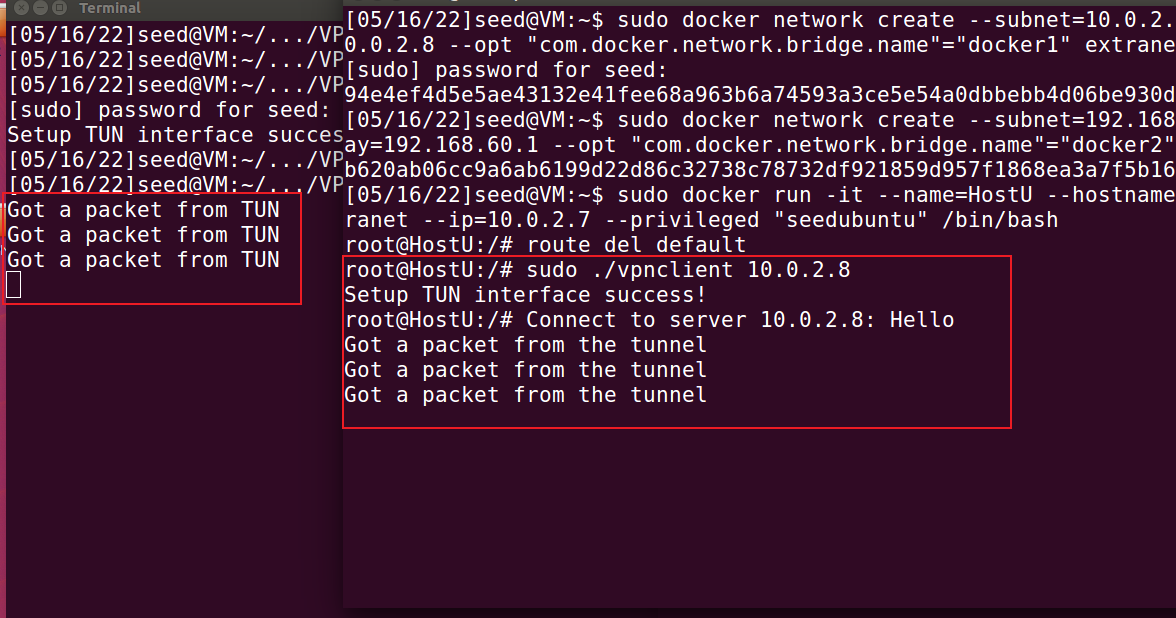 Terminal
[05/16/22]seed@VM:~/.../VP
[05/16/22]seed@VM:~/.../VP
[05/16/22]seed@VM:~/.../VP
[sudo] password for seed:
Setup TUN interface succes
[05/16/22]seed@VM:~/.../VP
[05/16/22]seed@VM:~/.../VP
Got a packet from TUN
Got a packet from TUN
Got a packet from TUN
[05/16/22]seed@VM:~$ sudo docker network create --subnet=10.0.2.
0.0.2.8 --opt "com.docker.network.bridge.name"="docker1" extrane
[sudo] password for seed:
94e4ef4d5e5ae43132e41fee68a963b6a74593a3ce5e54a0dbbebb4d06be930d
[05/16/22]seed@VM:~$ sudo docker network create --subnet=192.168
ay=192.168.60.1 --opt "com.docker.network.bridge.name"="docker2"
b620ab06cc9a6ab6199d22d86c32738c78732df921859d957f1868ea3a7f5b16
[05/16/22]seed@VM:~$ sudo docker run -it --name=HostU --hostname
ranet --ip=10.0.2.7 --privileged "seedubuntu" /bin/bash
root@HostU:/# route del default
root@HostU:/# sudo ./vpnclient 10.0.2.8
Setup TUN interface success!
root@HostU:/# Connect to server 10.0.2.8: Hello
Got a packet from the tunnel
Got a packet from the tunnel
Got a packet from the tunnel